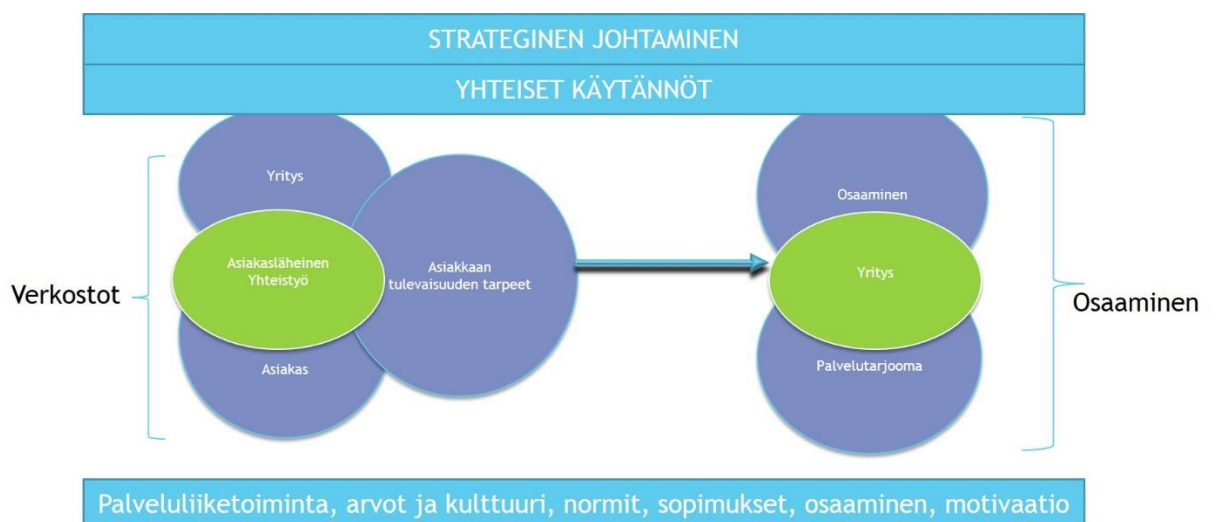 STRATEGINEN JOHTAMINEN
YHTEISET KÄYTÄNNÖT
Verkostot
Yritys
Asiakasläheinen
Yhteistyö
Asiakas
Asiakkaan
tulevaisuuden tarpeet
Osaaminen
Yritys
Palvelutarjooma
Osaaminen
Palveluliiketoiminta, arvot ja kulttuuri, normit, sopimukset, osaaminen, motivaatio